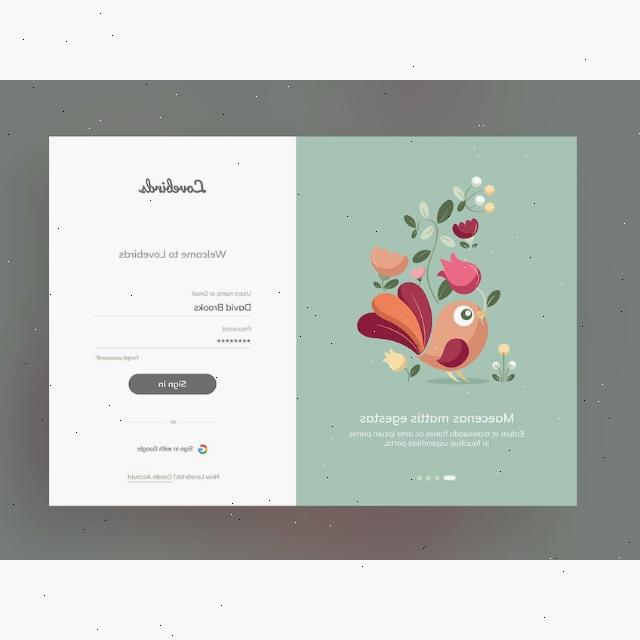 Lovebirds
Welcome to Lovebirds
Users name or Email
David Brooks
Password
*********
Forgot password?
Sign in
or
Sign in with Google
New Lovebirds? Create Account
Maecenas mattis egestas
Erdum et malesuada fames ac ante ipsum primis
in faucibus uspendisse porta.